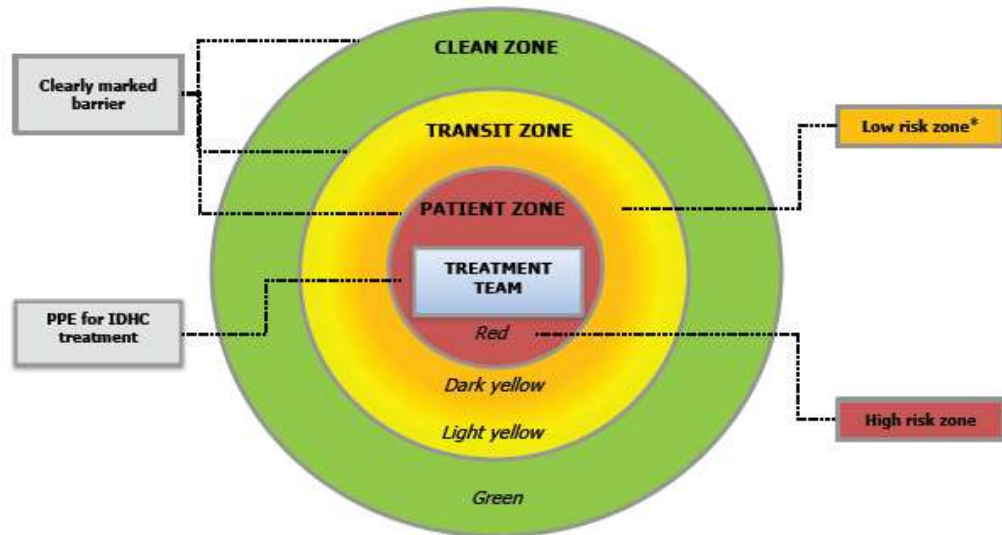 CLEAN ZONE
Clearly marked
barrier
TRANSIT ZONE
Low risk zone*
PATIENT ZONE
TREATMENT
TEAM
PPE for IDHC
treatment
Red
Dark yellow
High risk zone
Light yellow
Green